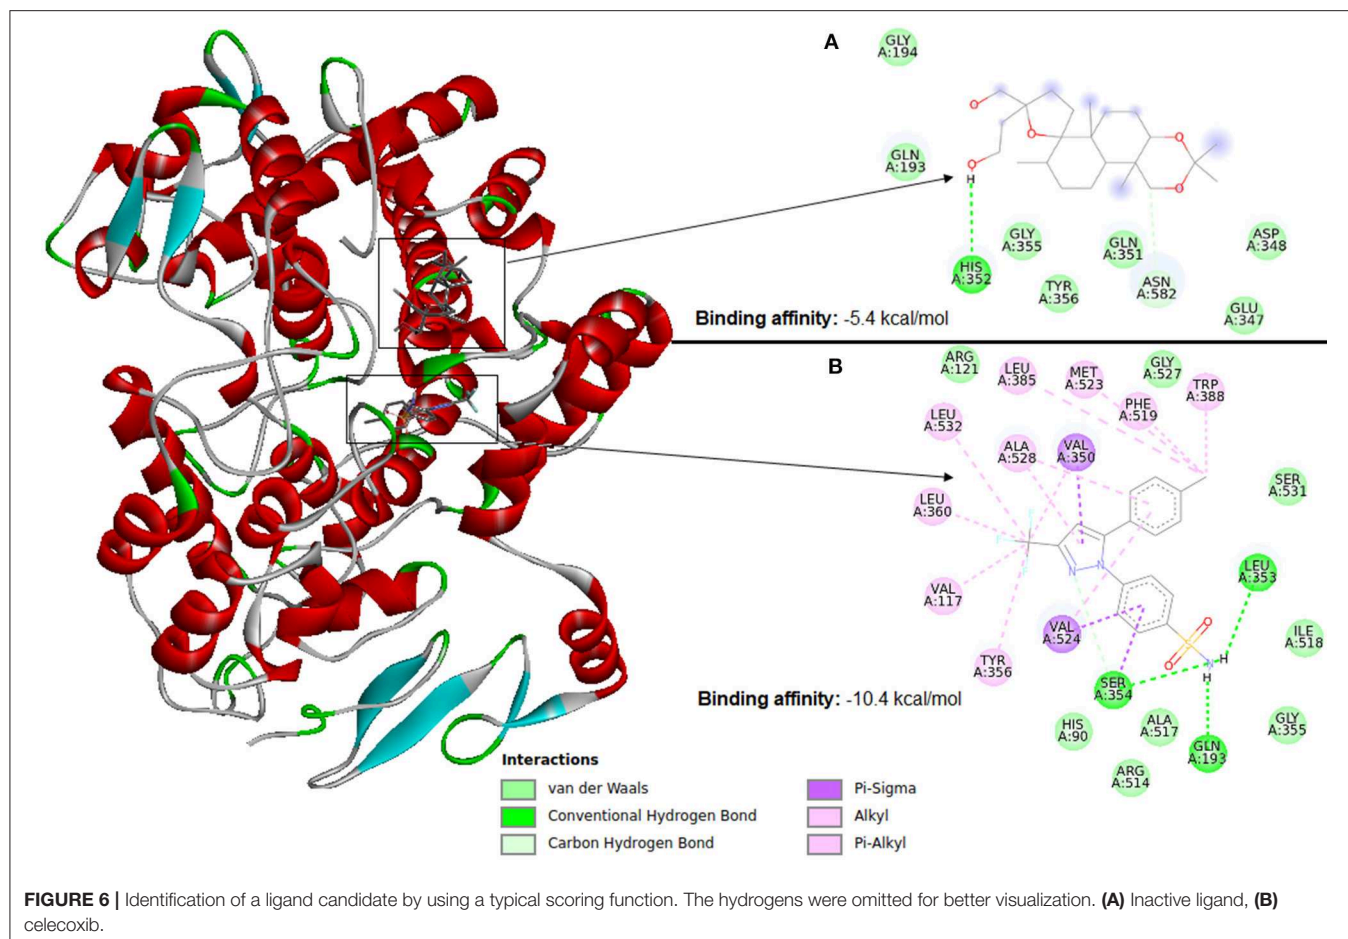 A
GLY
A:194
GLN
A:193
O
O
O
O
O
H
HIS
A:352
GLY
A:355
TYR
A:356
GLN
A:351
ASN
A:582
ASP
A:348
GLU
A:347
Binding affinity: -5.4 kcal/mol
B
ARG
A:121
LEU
A:385
MET
A:523
GLY
A:527
PHE
A:519
TRP
A:388
LEU
A:532
ALA
A:528
VAL
A:350
SER
A:531
LEU
A:360
F
F
N
N
LEU
A:353
VAL
A:117
VAL
A:524
O
S
O
N
H
H
ILE
A:518
TYR
A:356
SER
A:354
Binding affinity: -10.4 kcal/mol
HIS
A:90
ALA
A:517
GLN
A:193
GLY
A:355
ARG
A:514
Interactions
van der Waals
Conventional Hydrogen Bond
Carbon Hydrogen Bond
Pi-Sigma
Alkyl
Pi-Alkyl
FIGURE 6 | Identification of a ligand candidate by using a typical scoring function. The hydrogens were omitted for better visualization. (A) Inactive ligand, (B)
celecoxib.